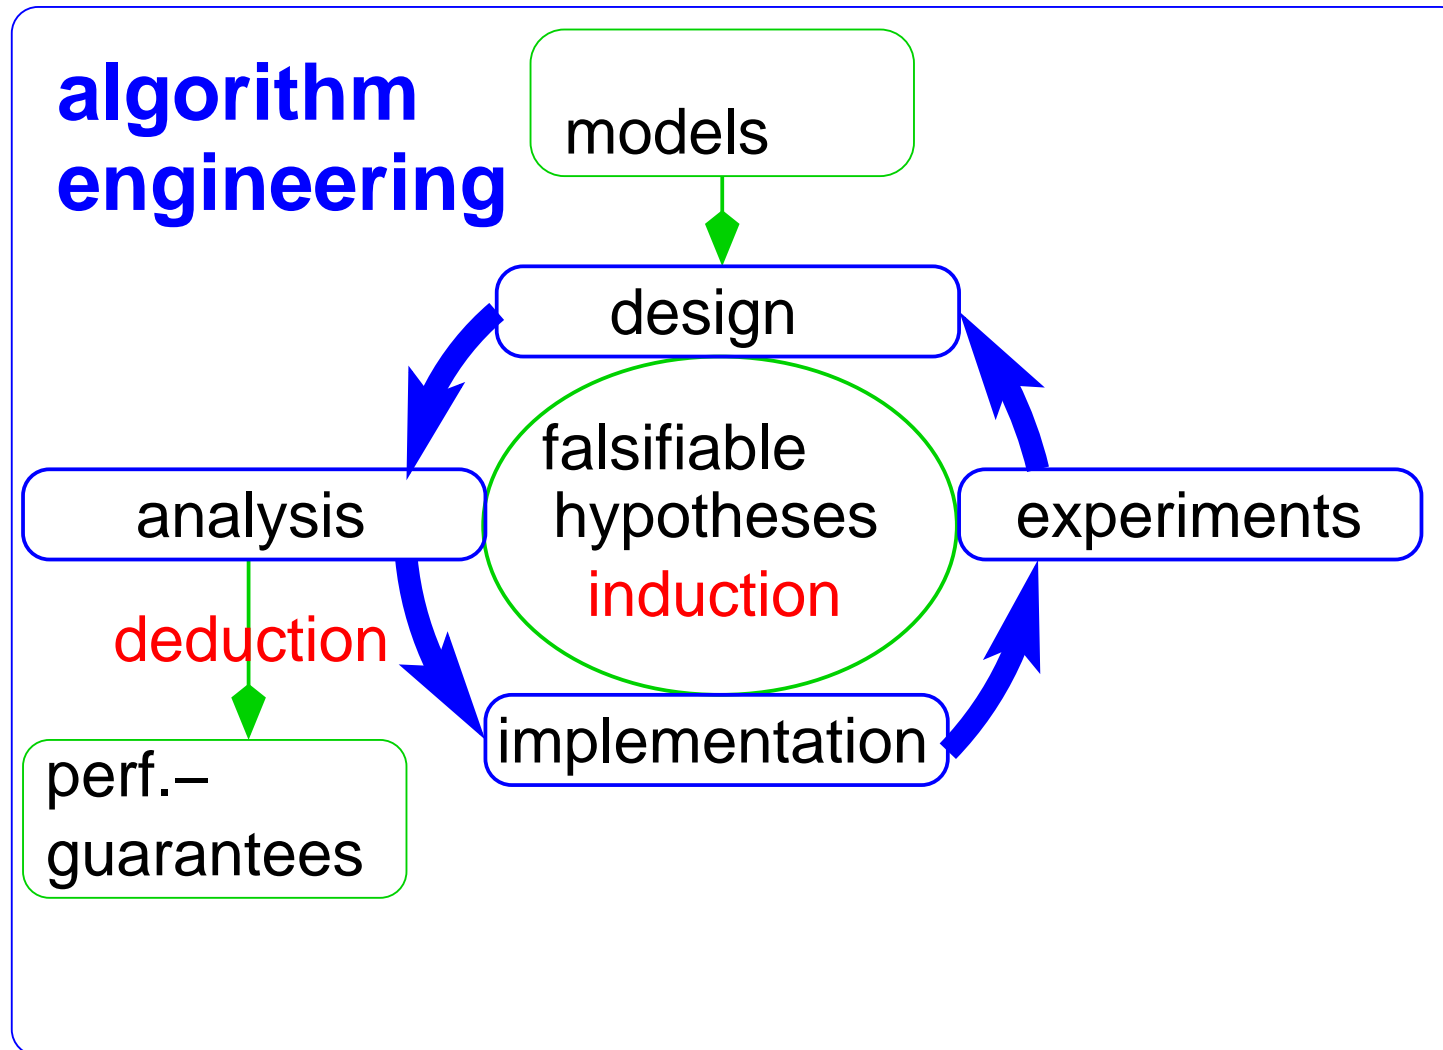 algorithm
engineering
models
design
falsifiable
hypotheses
induction
analysis
experiments
deduction
implementation
perf.–
guarantees